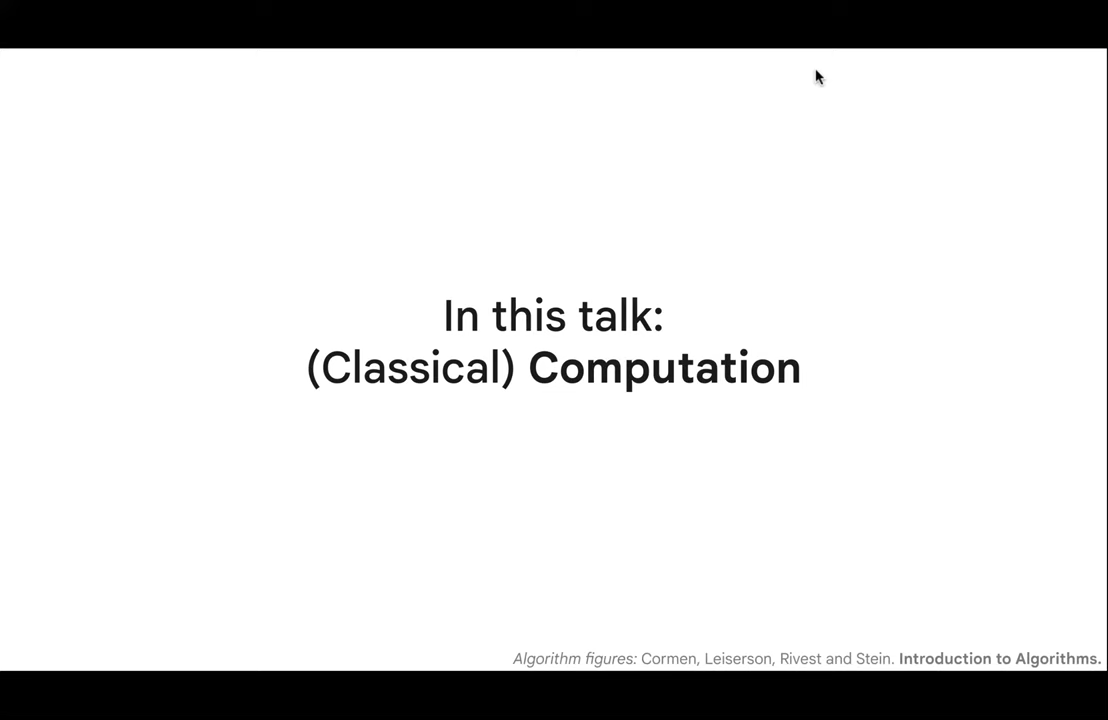 In this talk:
(Classical) Computation
Algorithm figures: Cormen, Leiserson, Rivest and Stein. Introduction to Algorithms.